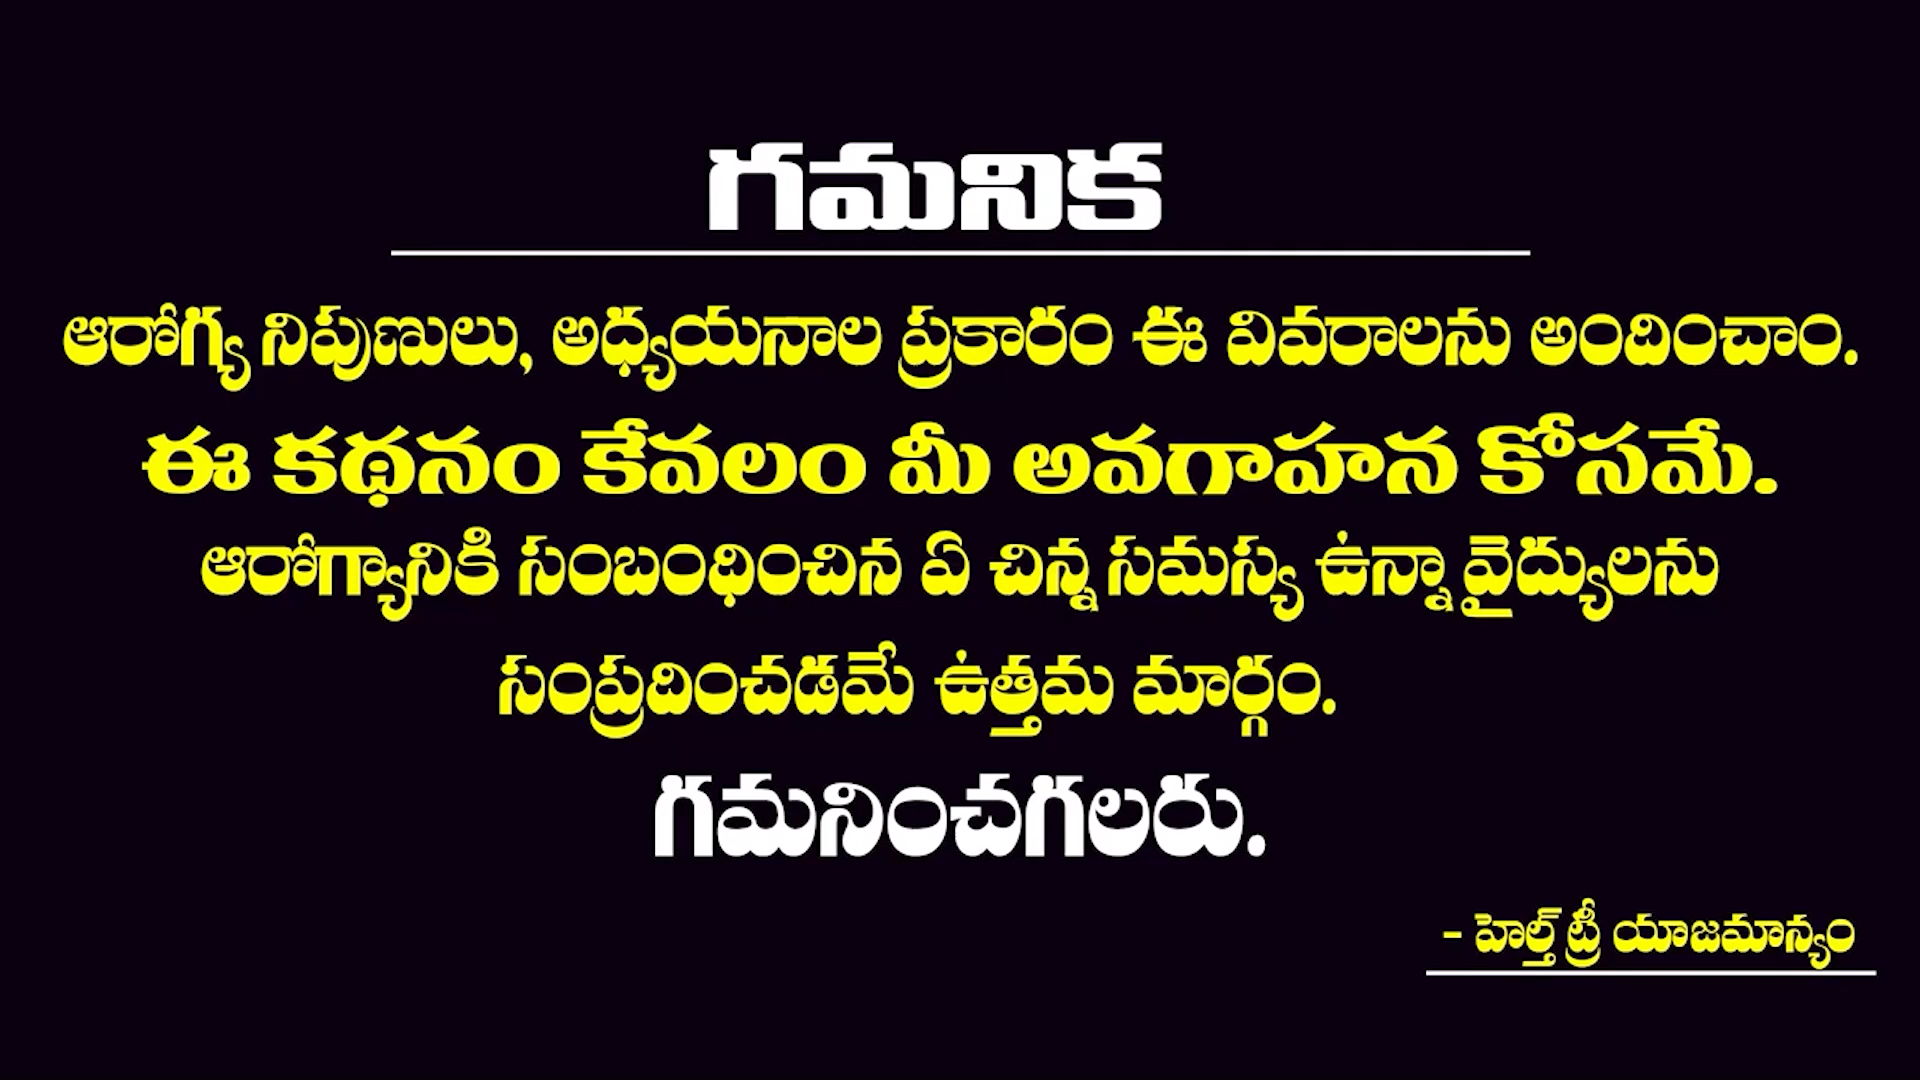 గమనిక
ఆరోగ్య నిపుణులు, అధ్యయనాల ప్రకారం ఈ వివరాలను అందించాం.
ఈ కథనం కేవలం మీ అవగాహన కోసమే.
ఆరోగ్యానికి సంబంధించిన ఏ చిన్న సమస్య ఉన్నా వైద్యులను
సంప్రదించడమే ఉత్తమ మార్గం.
గమనించగలరు.
- హెల్త్ ట్రీ యాజమాన్యం